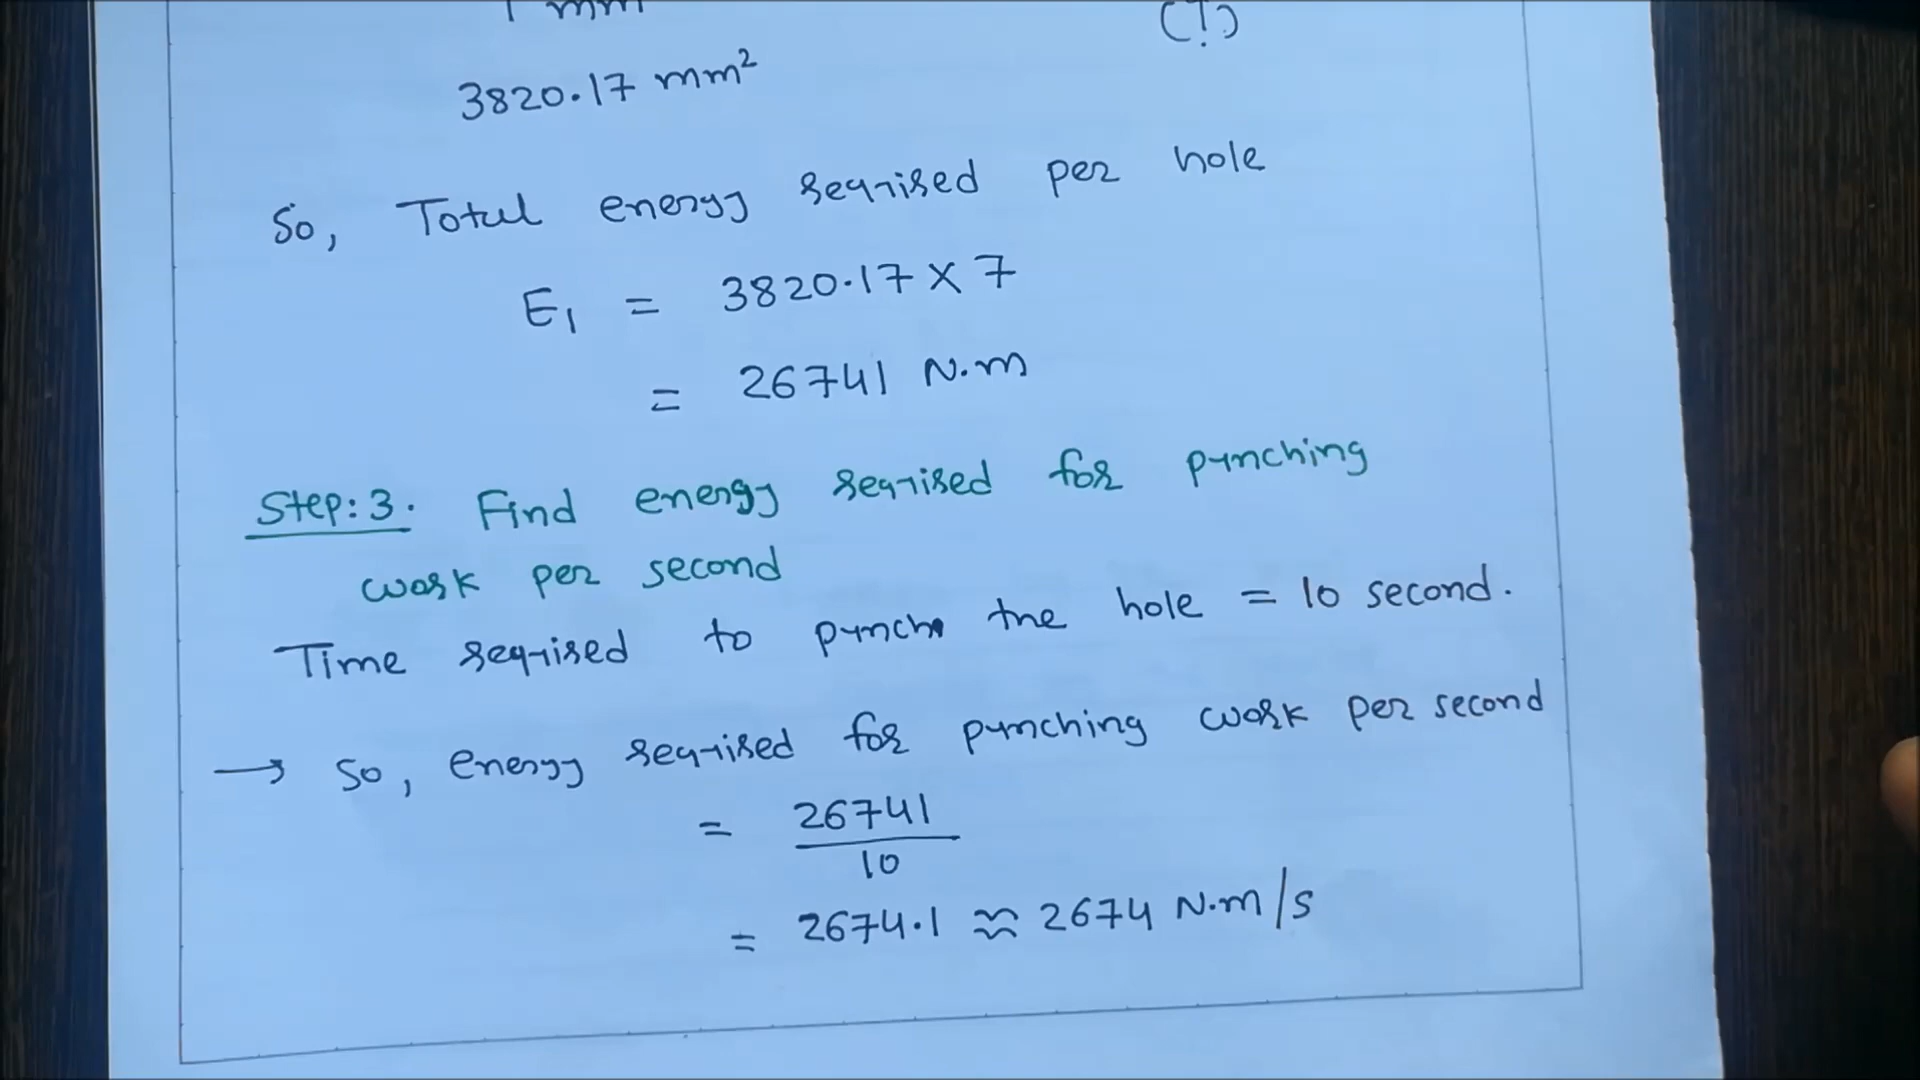 1 mm (?)
3820.17 mm²
So, Total energy required per hole
E₁ = 3820.17 × 7
= 26741 N.m
Step: 3. Find energy required for punching
work per second
Time required to punch the hole = 10 second.
→ So, energy required for punching work per second
= 26741
10
= 2674.1 ≈ 2674 N.m/s